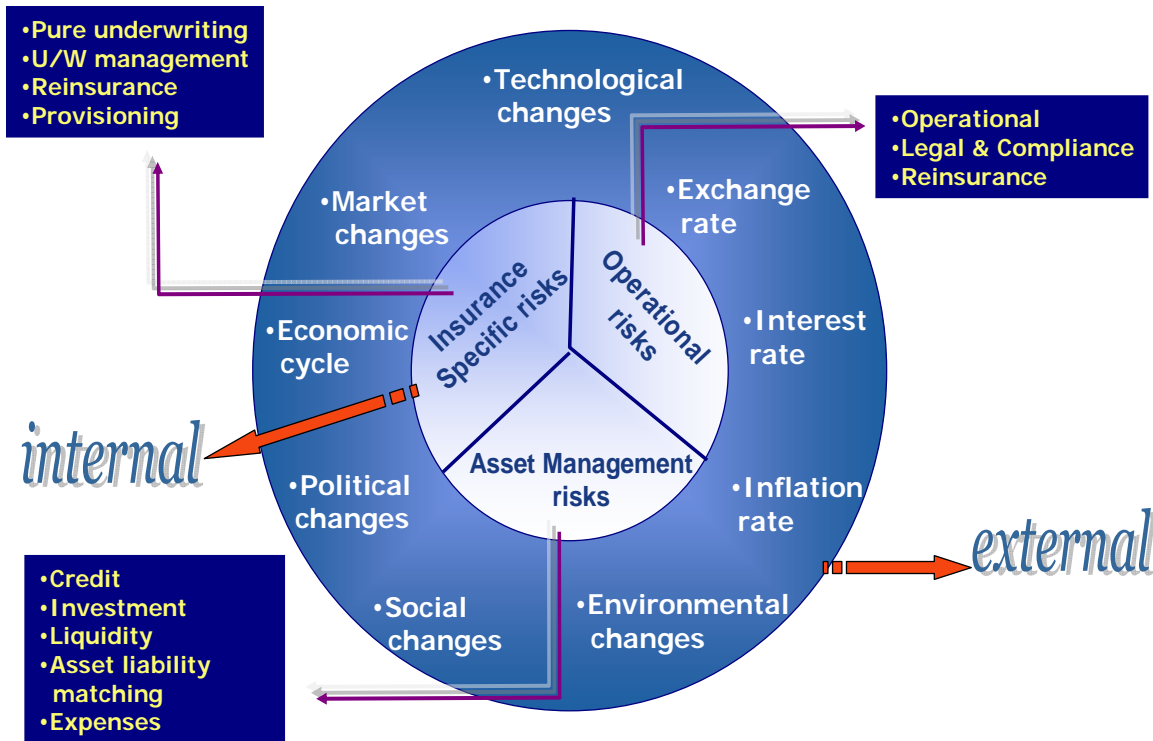 •Pure underwriting
•U/W management
•Reinsurance
•Provisioning
•Technological
changes
•Operational
•Legal & Compliance
•Reinsurance
•Market
changes
•Exchange
rate
Insurance
Specific risks
Operational
risks
•Economic
cycle
•Interest
rate
internal
Asset Management
risks
•Political
changes
•Inflation
rate
external
•Credit
•Investment
•Liquidity
•Asset liability
matching
•Expenses
•Social
changes
•Environmental
changes